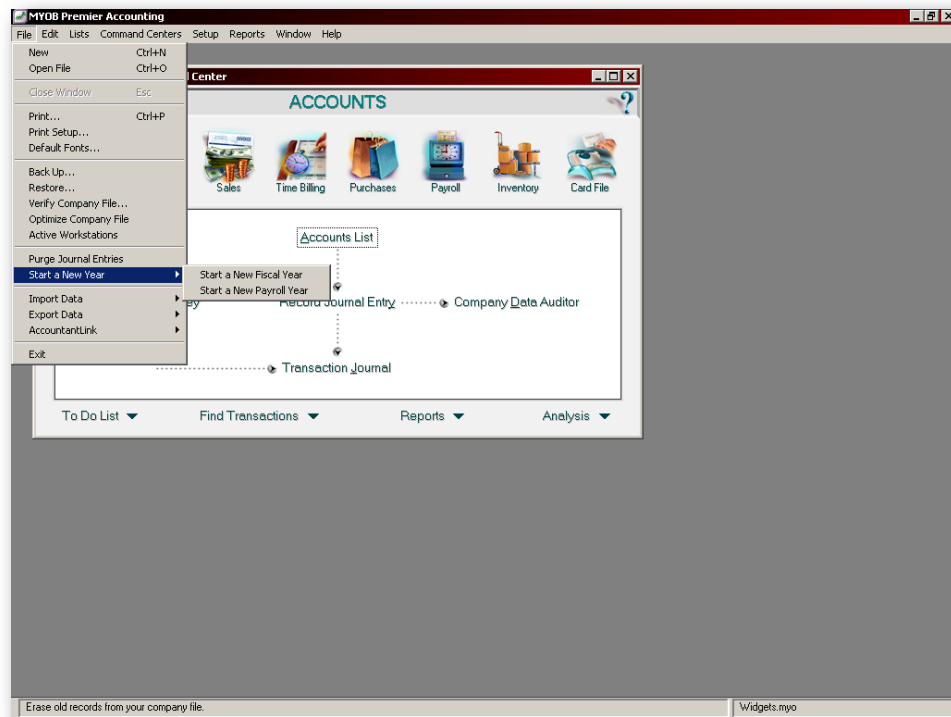 MYOB Premier Accounting
File Edit Lists Command Centers Setup Reports Window Help
New Ctrl+N
Open File Ctrl+O
Close Window Esc
Print... Ctrl+P
Print Setup...
Default Fonts...
Back Up...
Restore...
Verify Company File...
Optimize Company File
Active Workstations
Purge Journal Entries
Start a New Year
Import Data
Export Data
AccountantLink
Exit
Start a New Fiscal Year
Start a New Payroll Year
Center
ACCOUNTS
Sales Time Billing Purchases Payroll Inventory Card File
Accounts List
Record Journal Entry Company Data Auditor
Transaction Journal
To Do List Find Transactions Reports Analysis
Erase old records from your company file. Widgets.myo